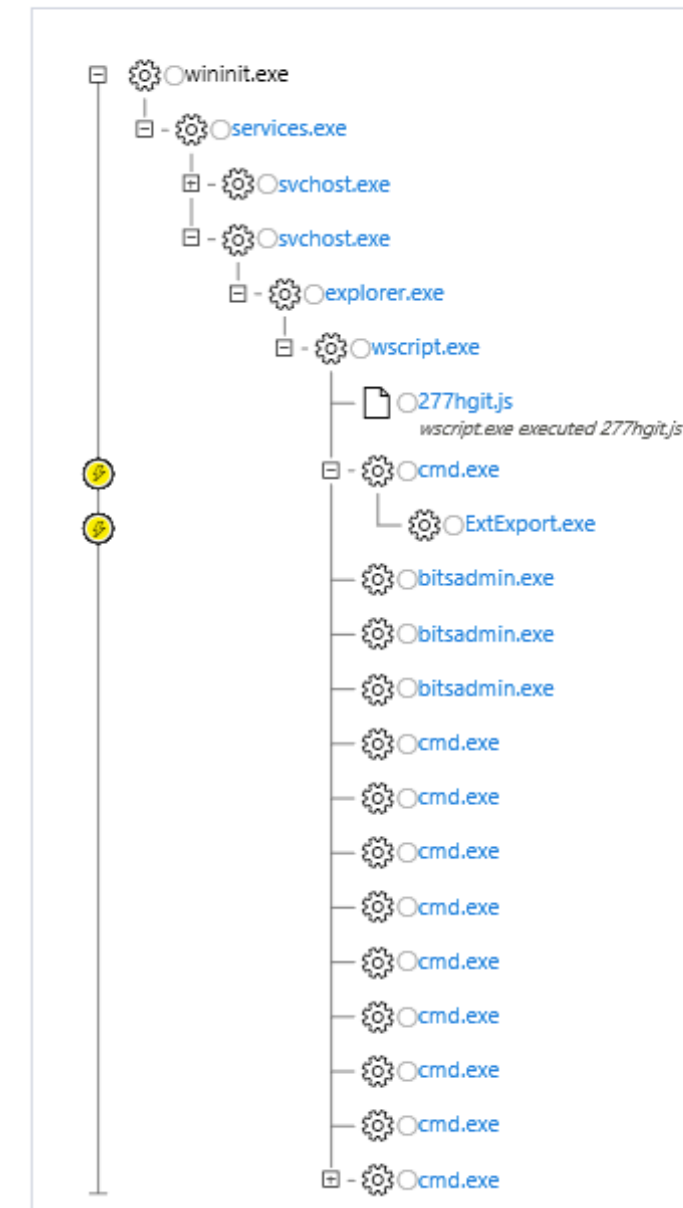 wininit.exe
services.exe
svchost.exe
svchost.exe
explorer.exe
wscript.exe
277hgit.js
wscript.exe executed 277hgit.js
cmd.exe
ExtExport.exe
bitsadmin.exe
bitsadmin.exe
bitsadmin.exe
cmd.exe
cmd.exe
cmd.exe
cmd.exe
cmd.exe
cmd.exe
cmd.exe
cmd.exe
cmd.exe